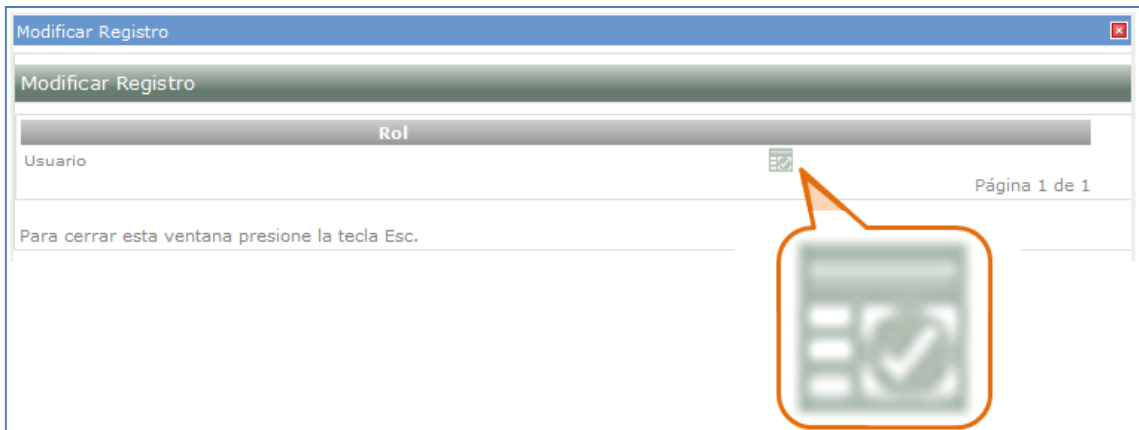 Modificar Registro
Modificar Registro
Rol
Usuario
Página 1 de 1
Para cerrar esta ventana presione la tecla Esc.